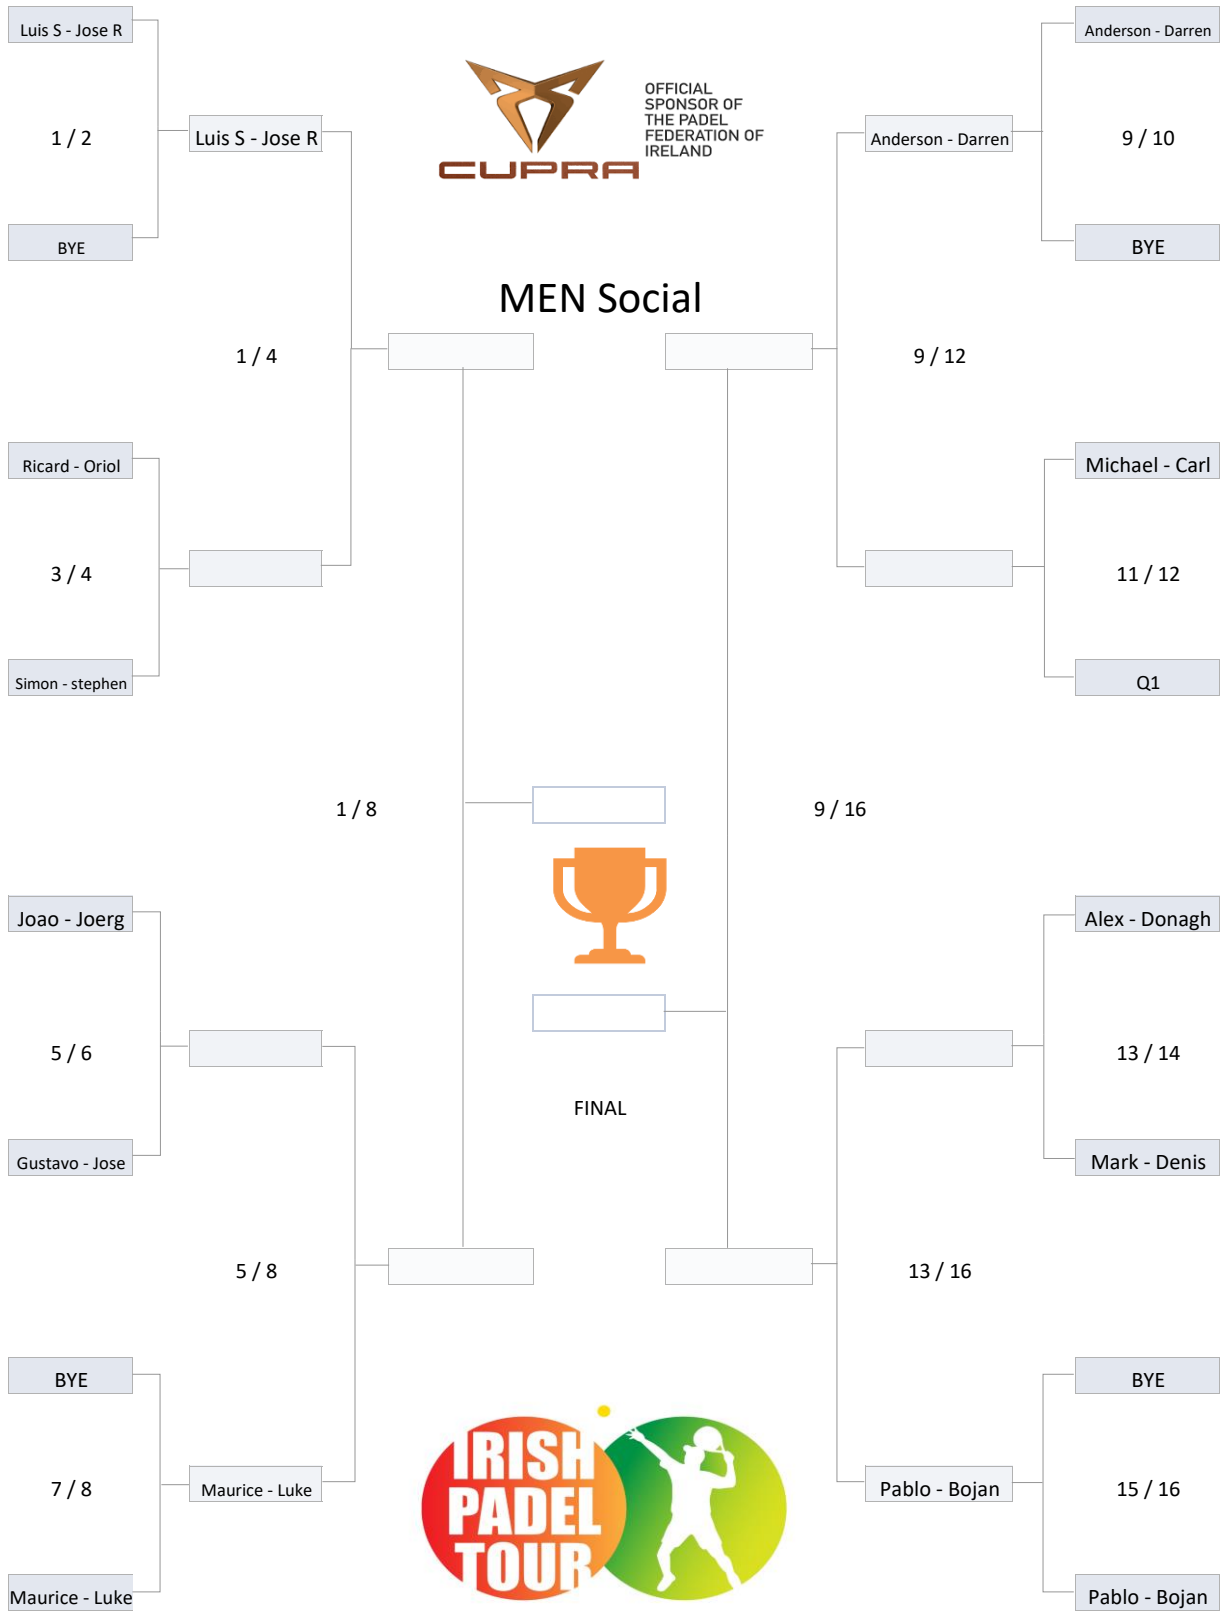 Luis S - Jose R
Anderson - Darren
OFFICIAL
SPONSOR OF
THE PADEL
FEDERATION OF
IRELAND
1 / 2
Luis S - Jose R
Anderson - Darren
9 / 10
CUPRA
BYE
BYE
MEN Social
1 / 4
9 / 12
Ricard - Oriol
Michael - Carl
3 / 4
11 / 12
Simon - stephen
Q1
1 / 8
9 / 16
Joao - Joerg
Alex - Donagh
5 / 6
13 / 14
FINAL
Gustavo - Jose
Mark - Denis
5 / 8
13 / 16
BYE
BYE
IRISH
PADEL
TOUR
7 / 8
Maurice - Luke
Pablo - Bojan
15 / 16
Maurice - Luke
Pablo - Bojan